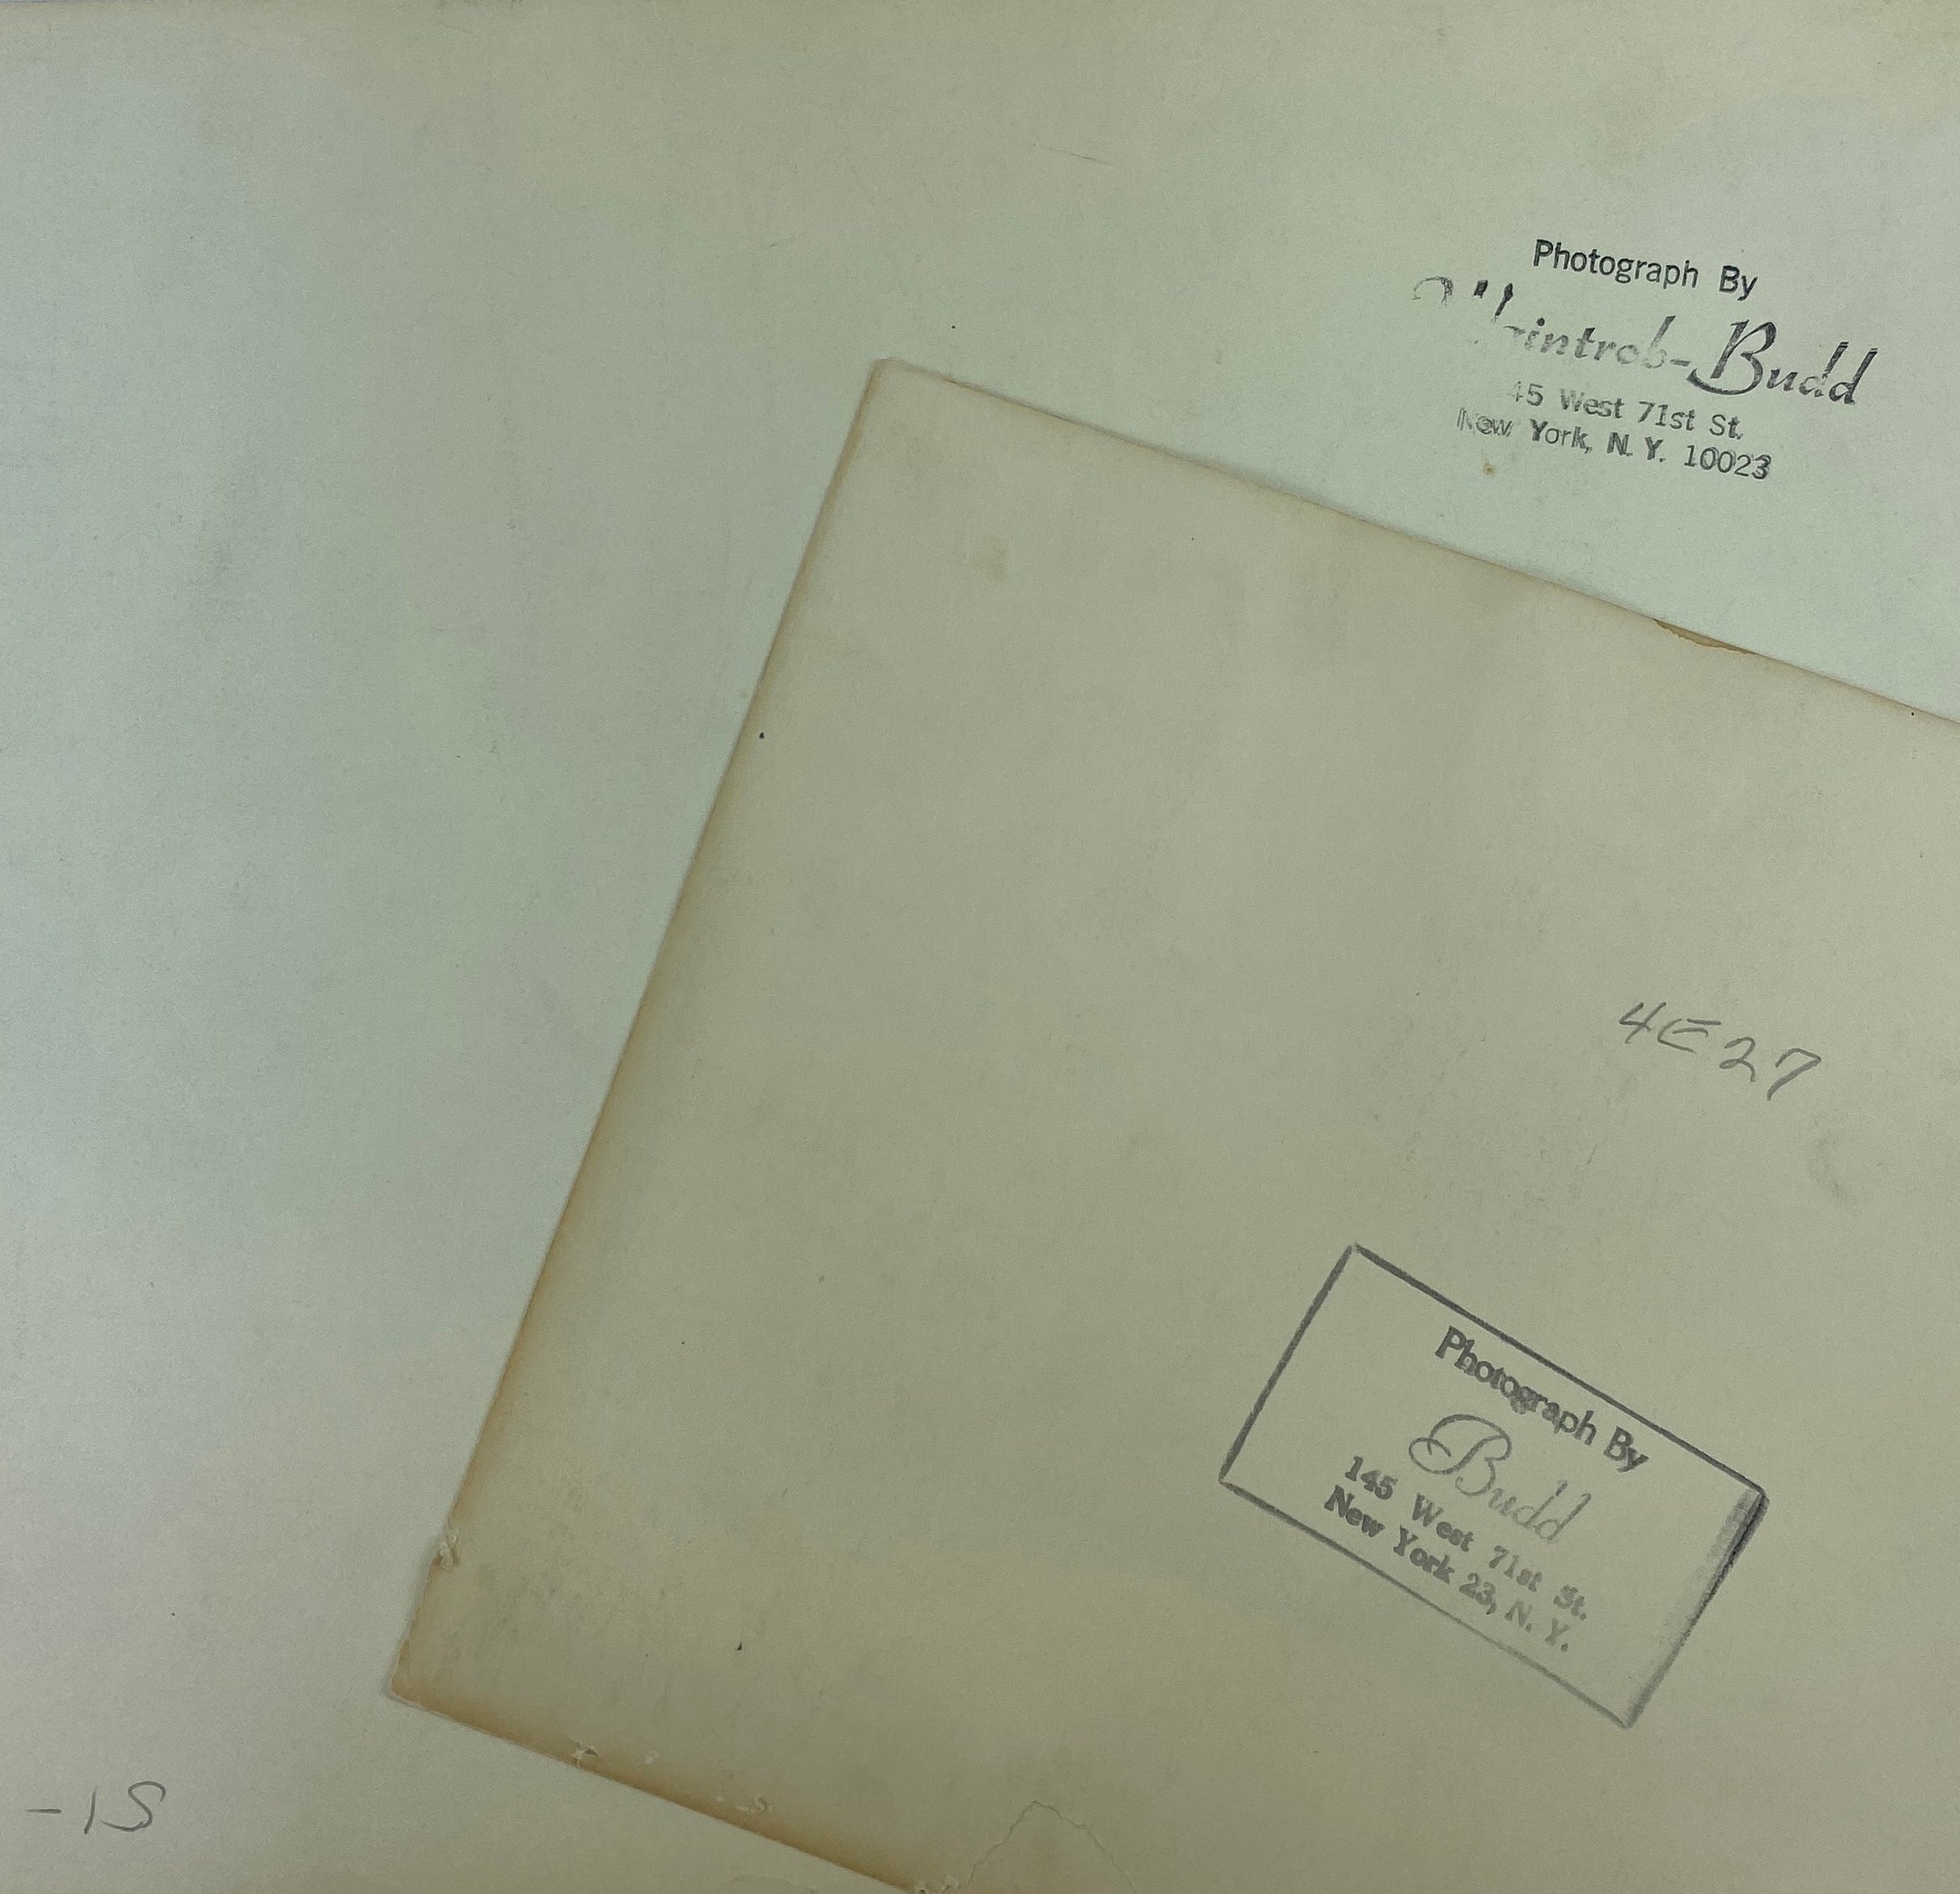 Photograph By
Budd
45 West 71st St.
New York, N. Y. 10023
4E27
Photograph By
Budd
145 West 71st St.
New York 23, N. Y.
-1S